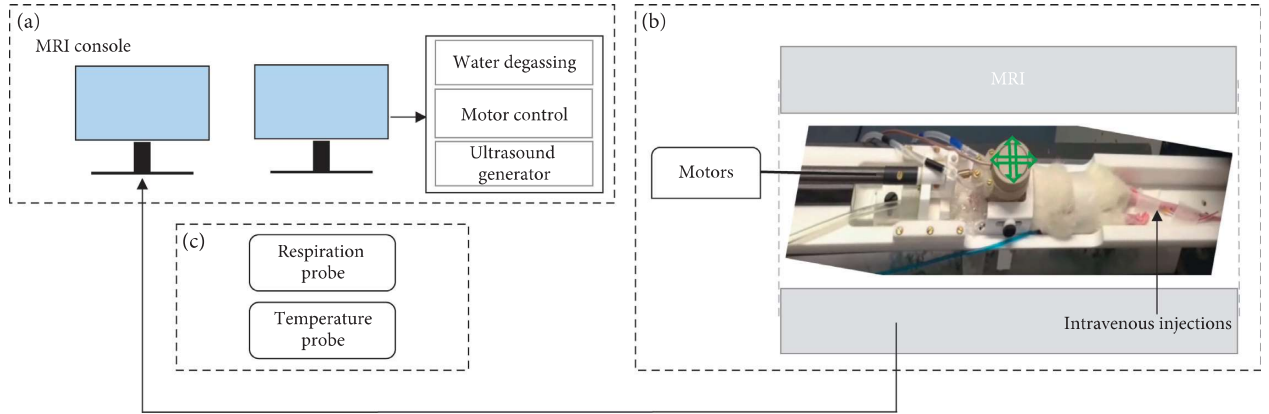 (a)
MRI console
Water degassing
Motor control
Ultrasound
generator
(b)
MRI
Motors
Intravenous injections
(c)
Respiration
probe
Temperature
probe